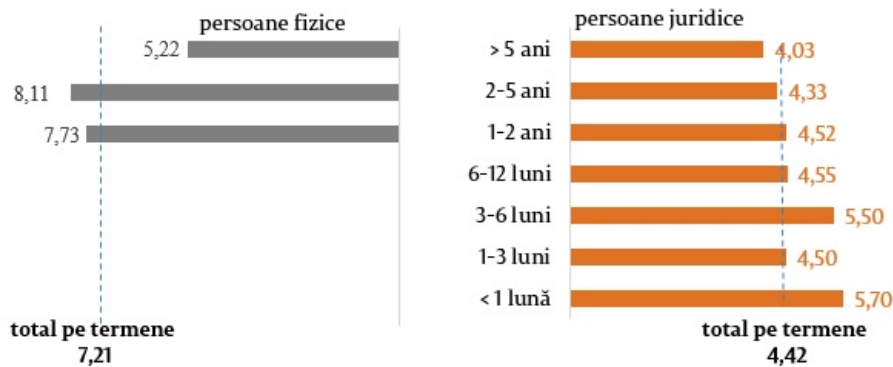 persoane fizice
persoane juridice
5,22
> 5 ani
4,03
8,11
2-5 ani
4,33
7,73
1-2 ani
4,52
6-12 luni
4,55
3-6 luni
5,50
1-3 luni
4,50
< 1 lună
5,70
total pe termene
7,21
total pe termene
4,42